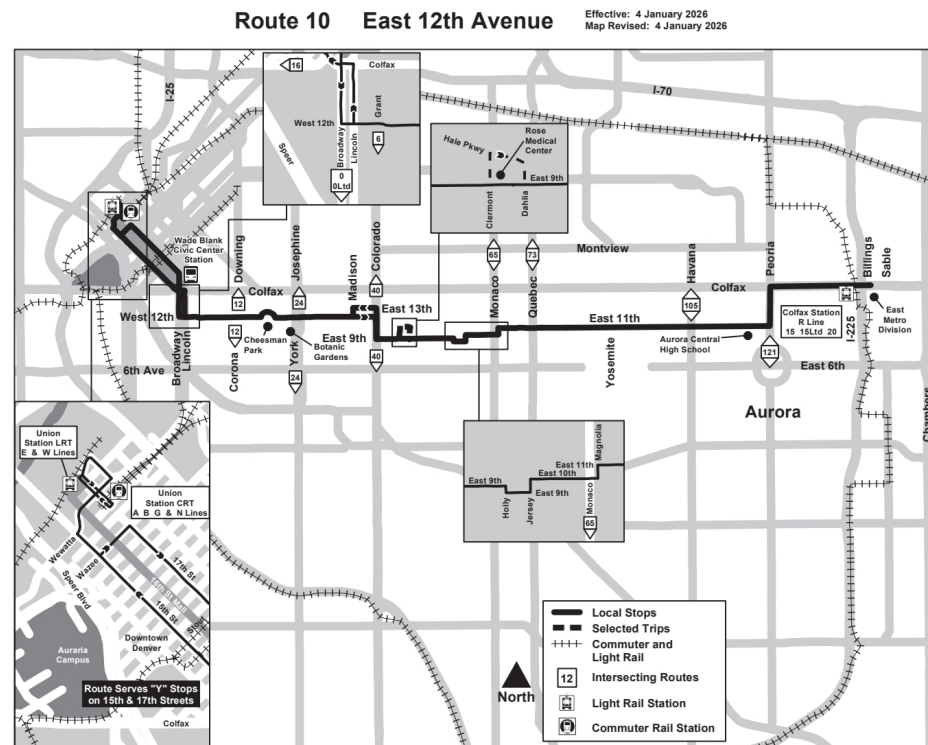 Route 10 East 12th Avenue
Effective: 4 January 2026
Map Revised: 4 January 2026
I-25
I-70
16
Colfax
West 12th
Grant
Broadway
Lincoln
Speer
6
0
0Ltd
Hale Pkwy
Rose
Medical
Center
East 9th
Clermont
Dahlia
Wade Blank
Civic Center
Station
Downing
Josephine
Madison
Colorado
65
Monaco
73
Quebec
Montview
Havana
Peoria
Billings
Sable
12
Colfax
24
40
105
Colfax
West 12th
East 13th
East 11th
East 9th
Broadway
Lincoln
12
Corona
Cheesman
Park
York
24
Botanic
Gardens
40
6th Ave
Yosemite
Aurora Central
High School
121
Colfax Station
R Line
15 15Ltd 20
I-225
East
Metro
Division
East 6th
Aurora
Chambers
Union
Station LRT
E & W Lines
Union
Station CRT
A B G & N Lines
Wewatta
Wazee
Speer Blvd
17th St
16th St Mall
15th St
Stout
Downtown
Denver
Auraria
Campus
Route Serves "Y" Stops
on 15th & 17th Streets
Colfax
East 9th
Holly
Jersey
East 9th
East 10th
East 11th
Monaco
Magnolia
65
North
Local Stops
Selected Trips
Commuter and
Light Rail
12
Intersecting Routes
Light Rail Station
Commuter Rail Station